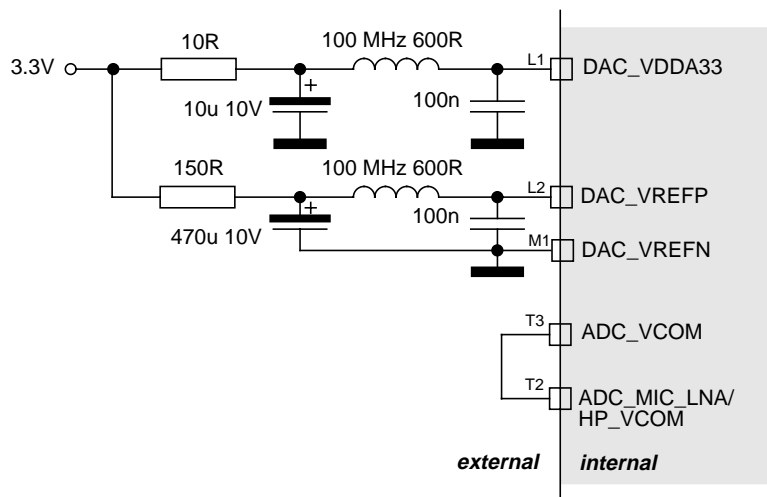 10R
100 MHz 600R
3.3V
L1
DAC_VDDA33
+
10u 10V
100n
150R
100 MHz 600R
L2
DAC_VREFP
+
470u 10V
100n
M1
DAC_VREFN
T3
ADC_VCOM
T2
ADC_MIC_LNA/
HP_VCOM
external
internal